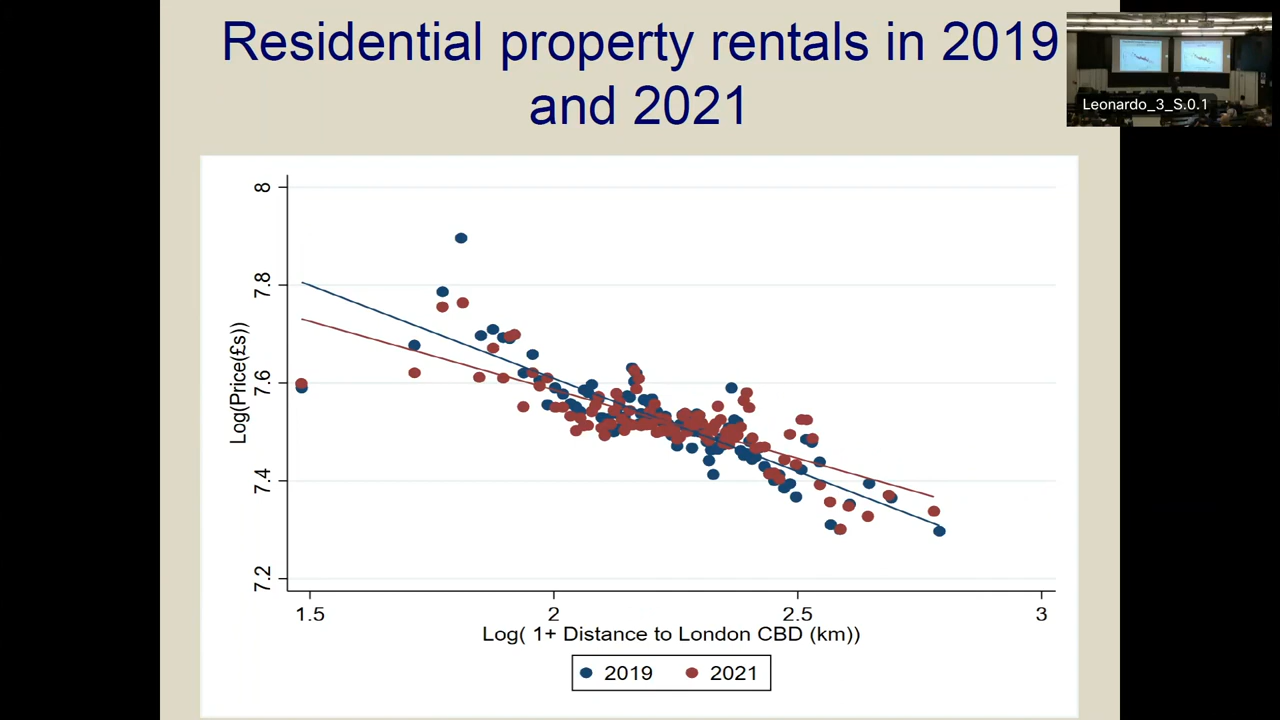 Residential property rentals in 2019
and 2021
Leonardo_3_S.0.1
8
7.8
7.6
7.4
7.2
Log(Price(£s))
1.5 2 2.5 3
Log( 1+ Distance to London CBD (km))
2019 2021